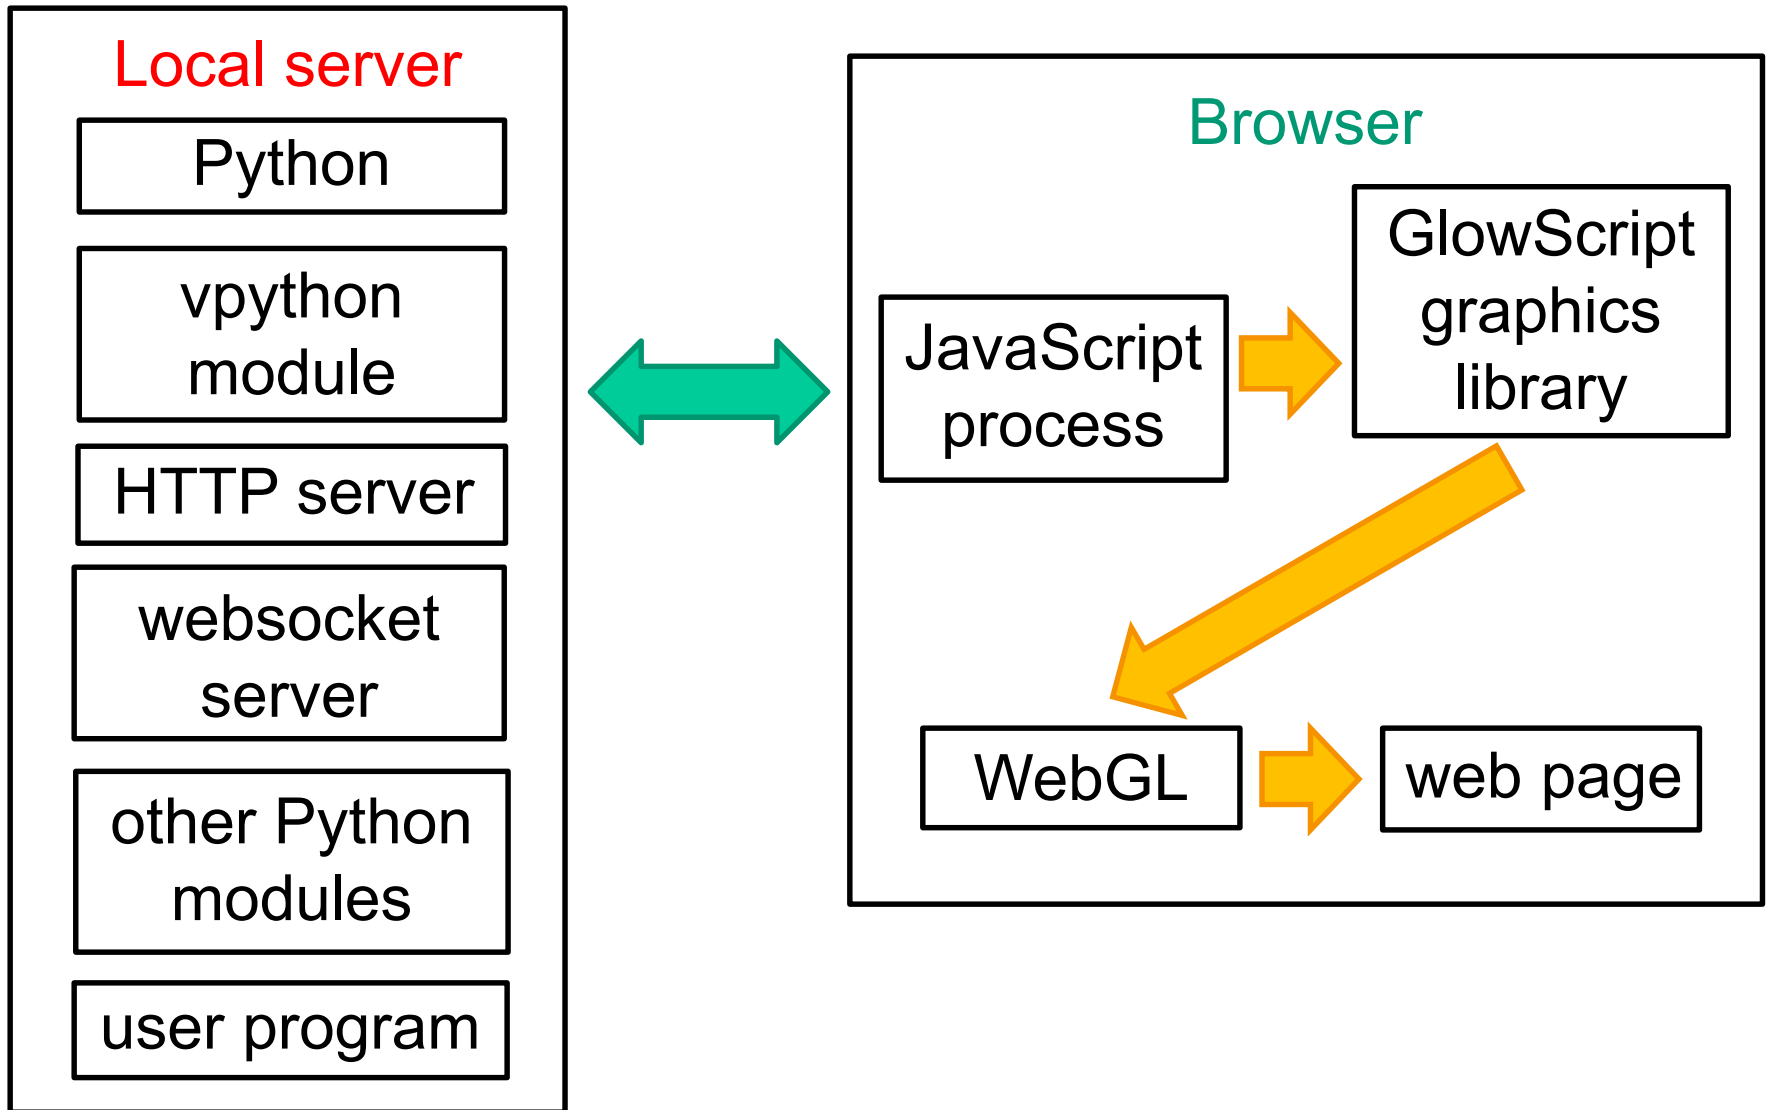 Local server
Python
vpython
module
HTTP server
websocket
server
other Python
modules
user program
Browser
JavaScript
process
GlowScript
graphics
library
WebGL
web page